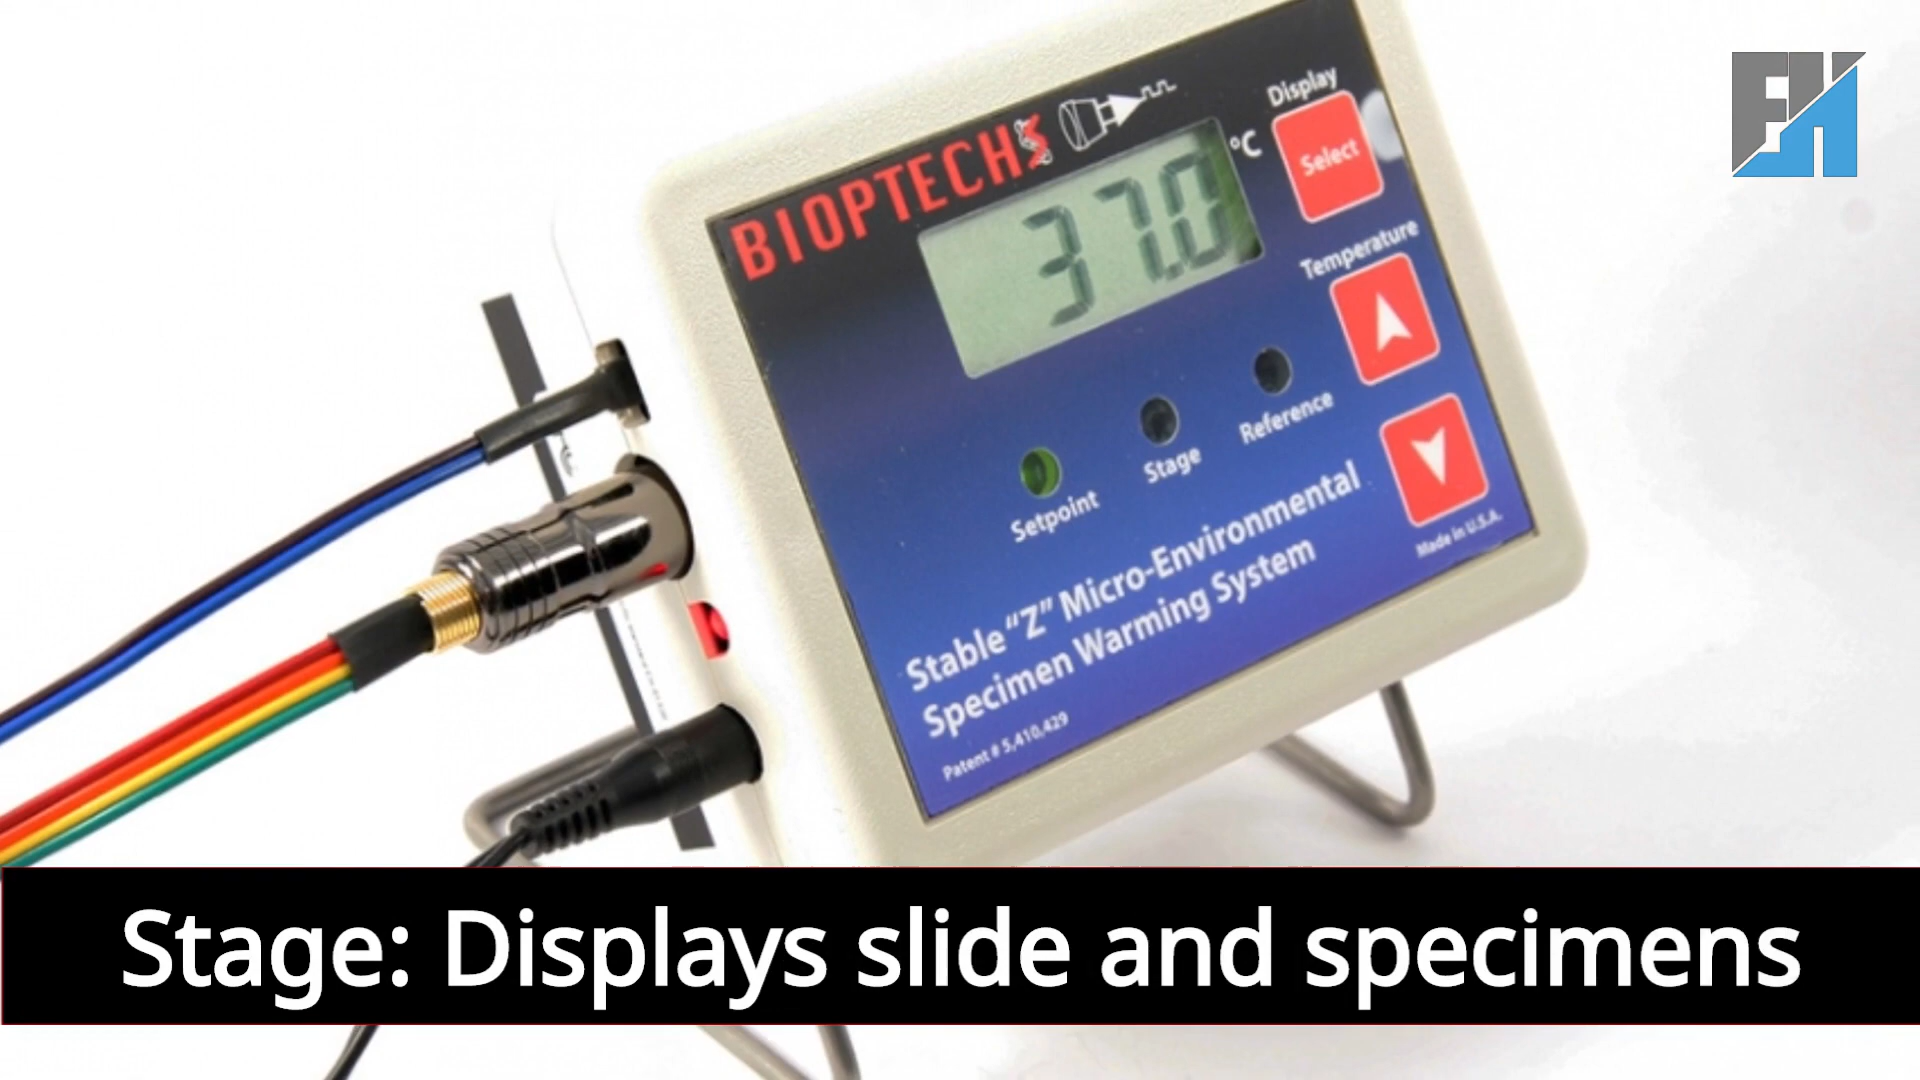 BIOPTECHS
37.0 °C
Display
Select
Temperature
Setpoint
Stage
Reference
Stable "Z" Micro-Environmental
Specimen Warming System
Patent # 5,410,429
Made in U.S.A.
EH
Stage: Displays slide and specimens